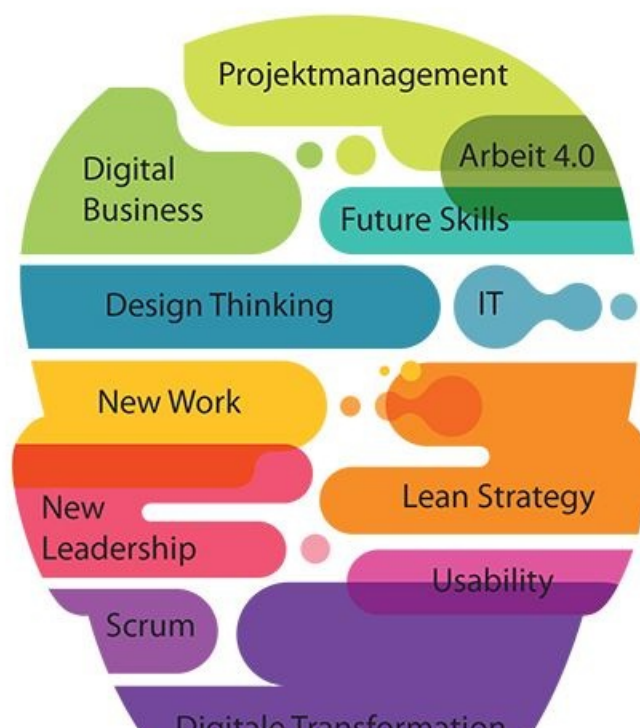 Projektmanagement
Arbeit 4.0
Digital
Business
Future Skills
Design Thinking
IT
New Work
Lean Strategy
New
Leadership
Usability
Scrum
Digitale Transformation